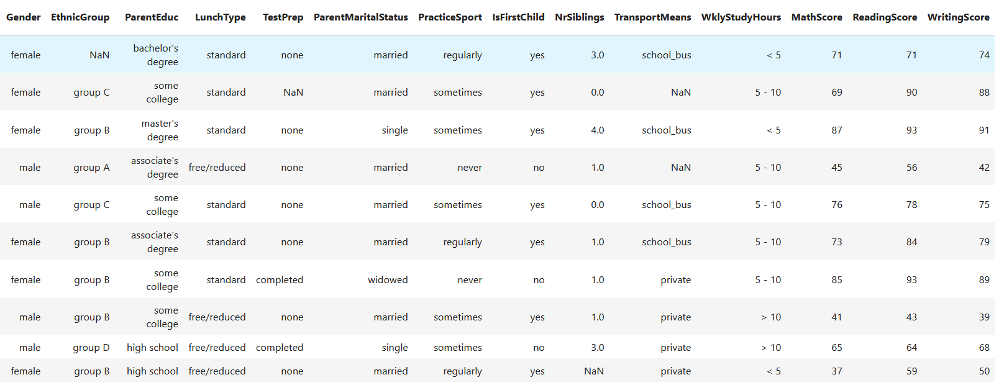 Gender EthnicGroup ParentEduc LunchType TestPrep ParentMaritalStatus PracticeSport IsFirstChild NrSiblings TransportMeans WklyStudyHours MathScore ReadingScore WritingScore
female NaN bachelor's degree standard none married regularly yes 3.0 school_bus < 5 71 71 74
female group C some college standard NaN married sometimes yes 0.0 NaN 5 - 10 69 90 88
female group B master's degree standard none single sometimes yes 4.0 school_bus < 5 87 93 91
male group A associate's degree free/reduced none married never no 1.0 NaN 5 - 10 45 56 42
male group C some college standard none married sometimes yes 0.0 school_bus 5 - 10 76 78 75
female group B associate's degree standard none married regularly yes 1.0 school_bus 5 - 10 73 84 79
female group B some college standard completed widowed never no 1.0 private 5 - 10 85 93 89
male group B some college free/reduced none married sometimes yes 1.0 private > 10 41 43 39
male group D high school free/reduced completed single sometimes no 3.0 private > 10 65 64 68
female group B high school free/reduced none married regularly yes NaN private < 5 37 59 50